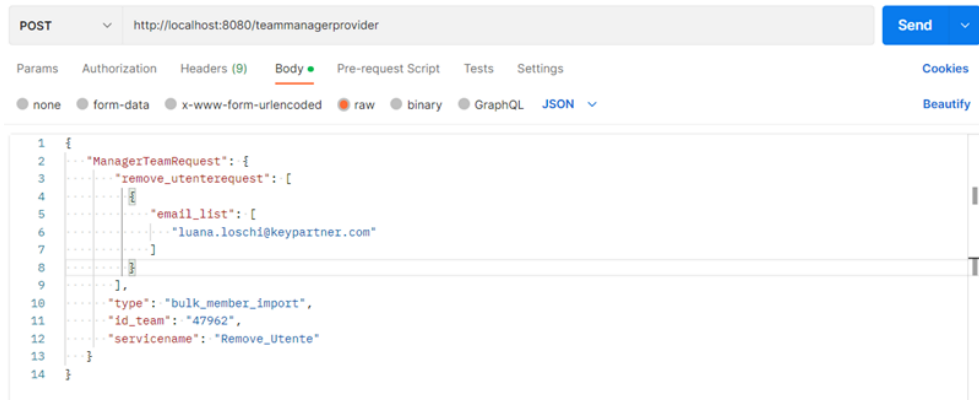 POST http://localhost:8080/teammanagerprovider Send
Params Authorization Headers (9) Body Pre-request Script Tests Settings Cookies
none form-data x-www-form-urlencoded raw binary GraphQL JSON Beautify
1 {
2 "ManagerTeamRequest": {
3 "remove_utenterequest": [
4 {
5 "email_list": [
6 "luana.loschi@keypartner.com"
7 ]
8 }
9 ],
10 "type": "bulk_member_import",
11 "id_team": "47962",
12 "servicename": "Remove_Utente"
13 }
14 }